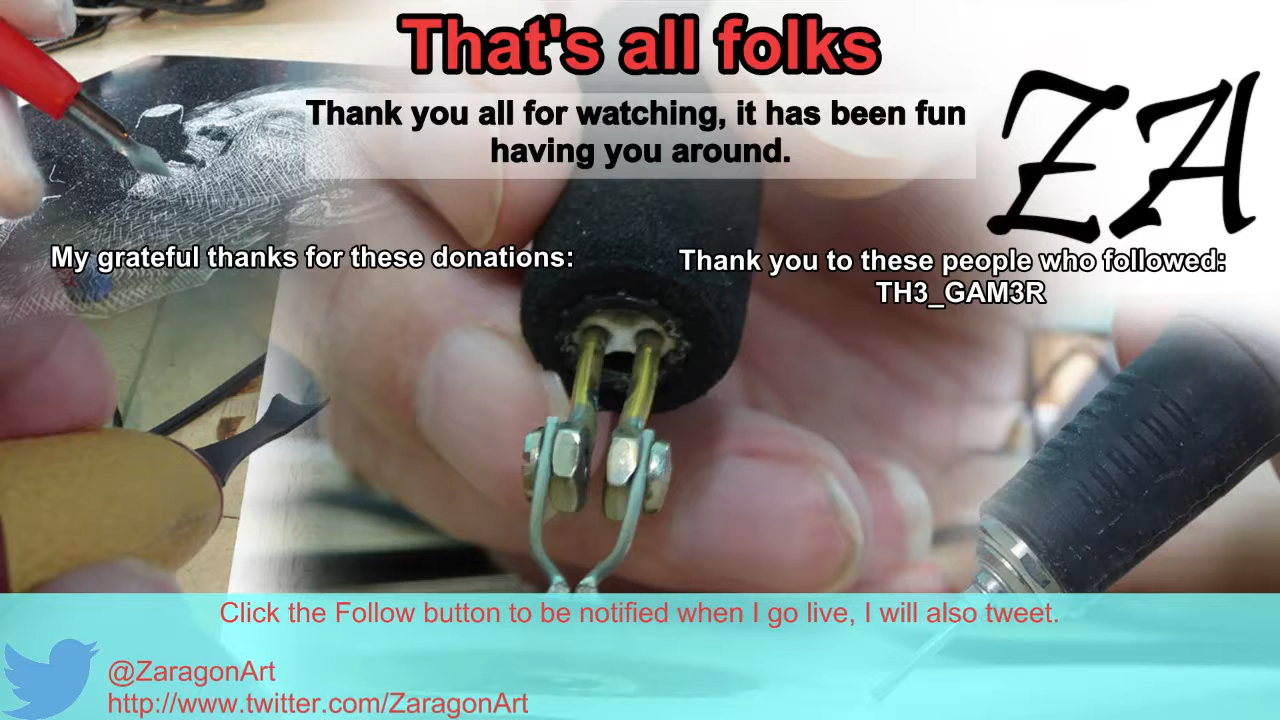 That's all folks
Thank you all for watching, it has been fun
having you around.
ZA
My grateful thanks for these donations:
Thank you to these people who followed:
TH3_GAM3R
Click the Follow button to be notified when I go live, I will also tweet.
@ZaragonArt
http://www.twitter.com/ZaragonArt